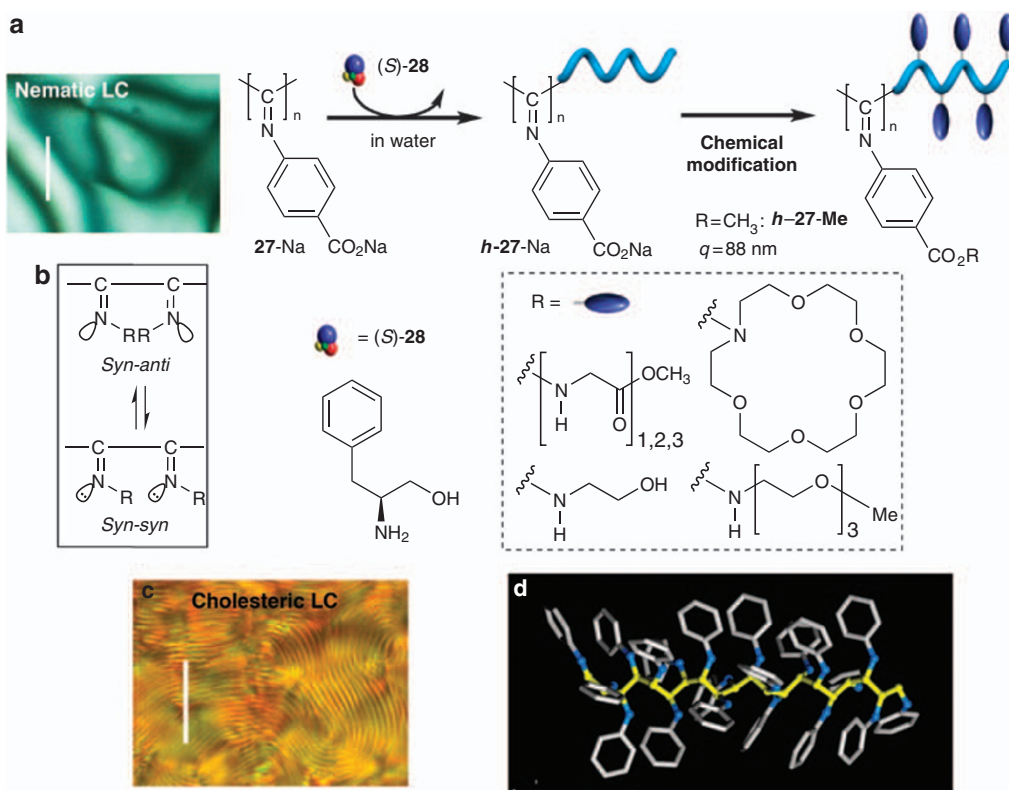 a
Nematic LC
(S)-28
in water
Chemical
modification
R=CH3: h–27-Me
q=88 nm
C
n
N
27-Na
CO2Na
C
n
N
h-27-Na
CO2Na
C
n
N
CO2R
b
C C
N RR N
Syn-anti
C C
N R N R
Syn-syn
= (S)-28
OH
NH2
R =
N
H
O
OCH3
1,2,3
N
O
O
O
O
O
N
H
OH
N
H
O
3
Me
c
Cholesteric LC
d